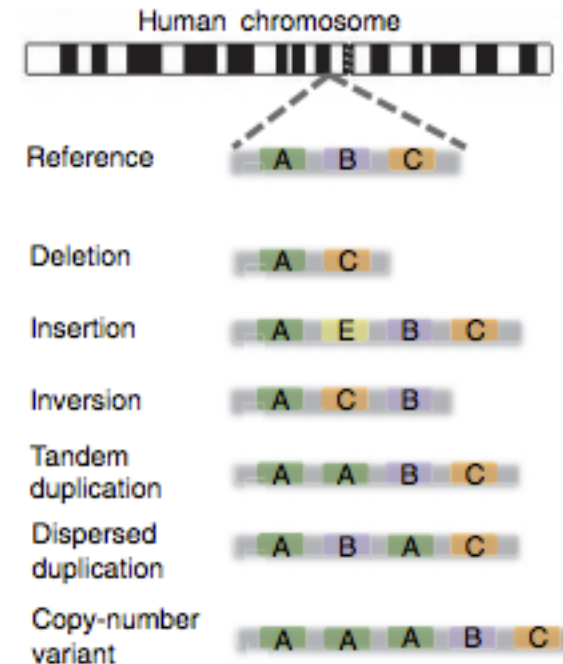 Human chromosome
Reference A B C
Deletion A C
Insertion A E B C
Inversion A C B
Tandem
duplication A A B C
Dispersed
duplication A B A C
Copy-number
variant A A A B C